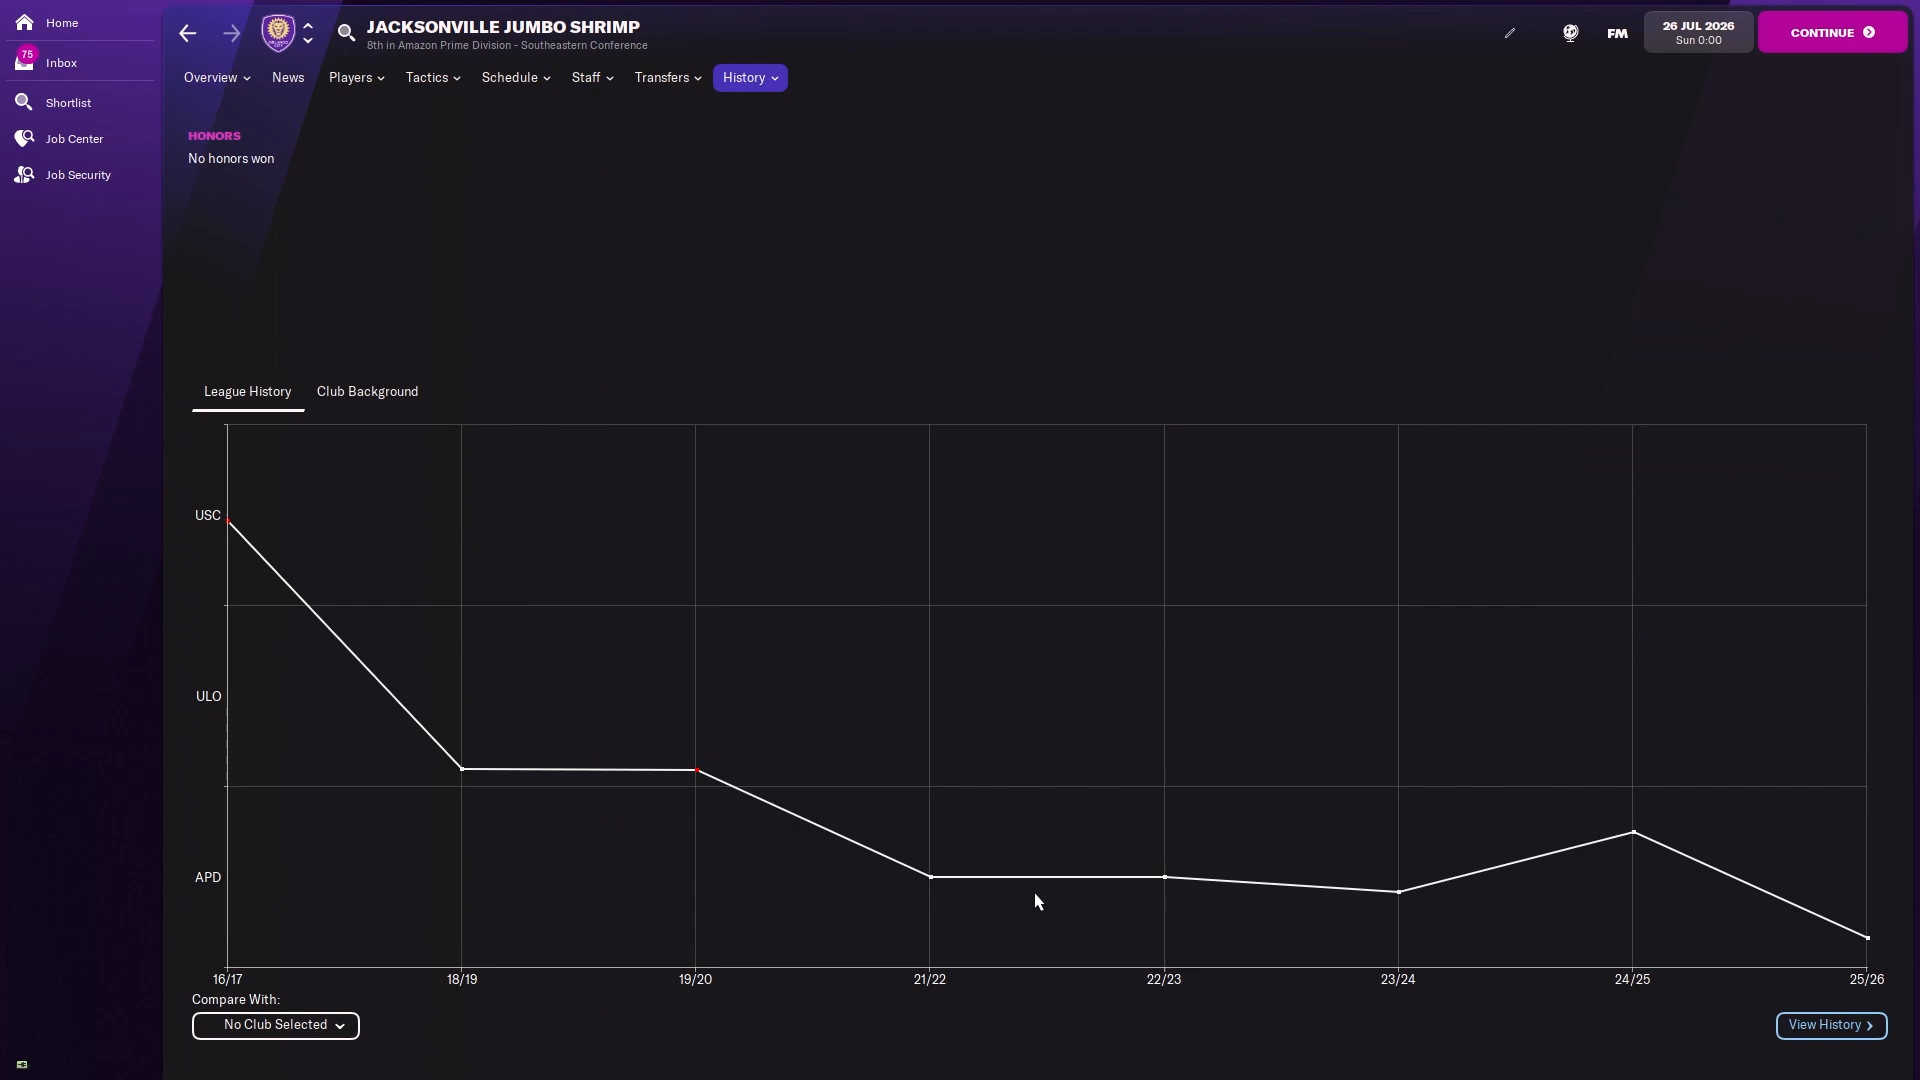 Home
75
Inbox
Shortlist
Job Center
Job Security
JACKSONVILLE JUMBO SHRIMP
8th in Amazon Prime Division - Southeastern Conference
FM
26 JUL 2026
Sun 0:00
CONTINUE
Overview
News
Players
Tactics
Schedule
Staff
Transfers
History
HONORS
No honors won
League History
Club Background
USC
ULO
APD
16/17
18/19
19/20
21/22
22/23
23/24
24/25
25/26
Compare With:
No Club Selected
View History